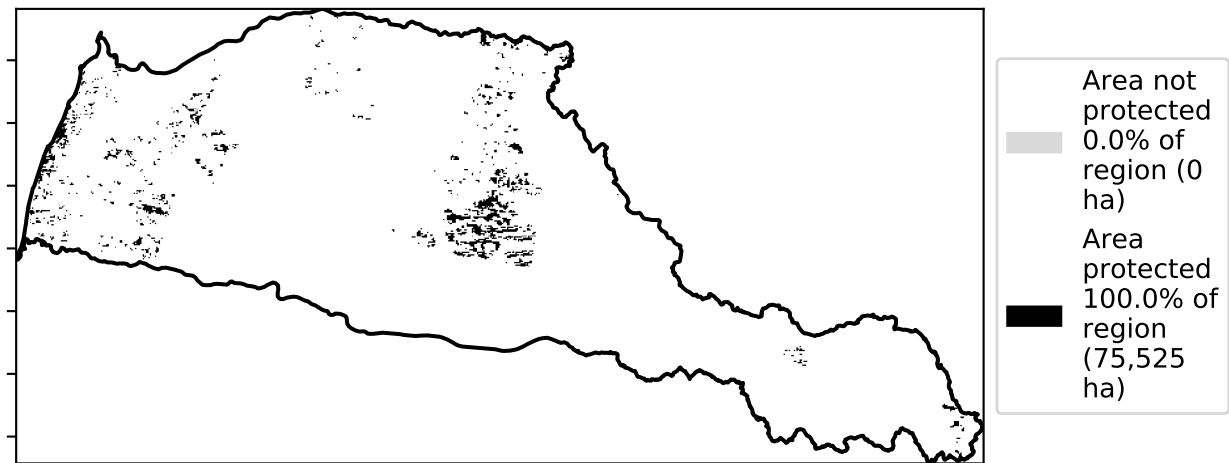 Area not
protected
0.0% of
region (0
ha)
Area
protected
100.0% of
region
(75,525
ha)